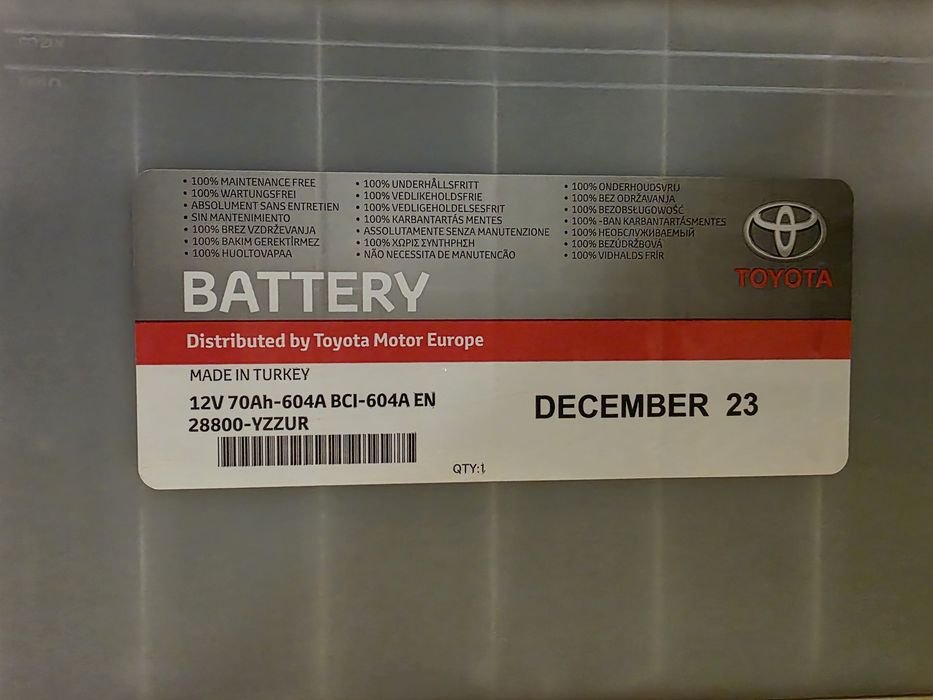 • 100% MAINTENANCE FREE
• 100% WARTUNGSFREI
• ABSOLUMENT SANS ENTRETIEN
• SIN MANTENIMIENTO
• 100% BREZ VZDRŽEVANJA
• 100% BAKIM GEREKTİRMEZ
• 100% HUOLTOVAPAA
• 100% UNDERHÅLLSFRITT
• 100% VEDLIKEHOLDSFRIE
• 100% VEDLIGEHOLDELSESFRIT
• 100% KARBANTARTÁS MENTES
• ASSOLUTAMENTE SENZA MANUTENZIONE
• 100% ΧΩΡΙΣ ΣΥΝΤΗΡΗΣΗ
• NÃO NECESSITA DE MANUTENCÃO
• 100% ONDERHOUDSVRIJ
• 100% BEZ ODRŽAVANJA
• 100% BEZOBSŁUGOWOŚĆ
• 100% -BAN KARBANTARTÁSMENTES
• 100% НЕОБСЛУЖИВАЕМЫЙ
• 100% BEZÚDRŽBOVÁ
• 100% VIDHALDS FRÍR
TOYOTA
BATTERY
Distributed by Toyota Motor Europe
MADE IN TURKEY
12V 70Ah-604A BCI-604A EN
28800-YZZUR
DECEMBER 23
QTY:1